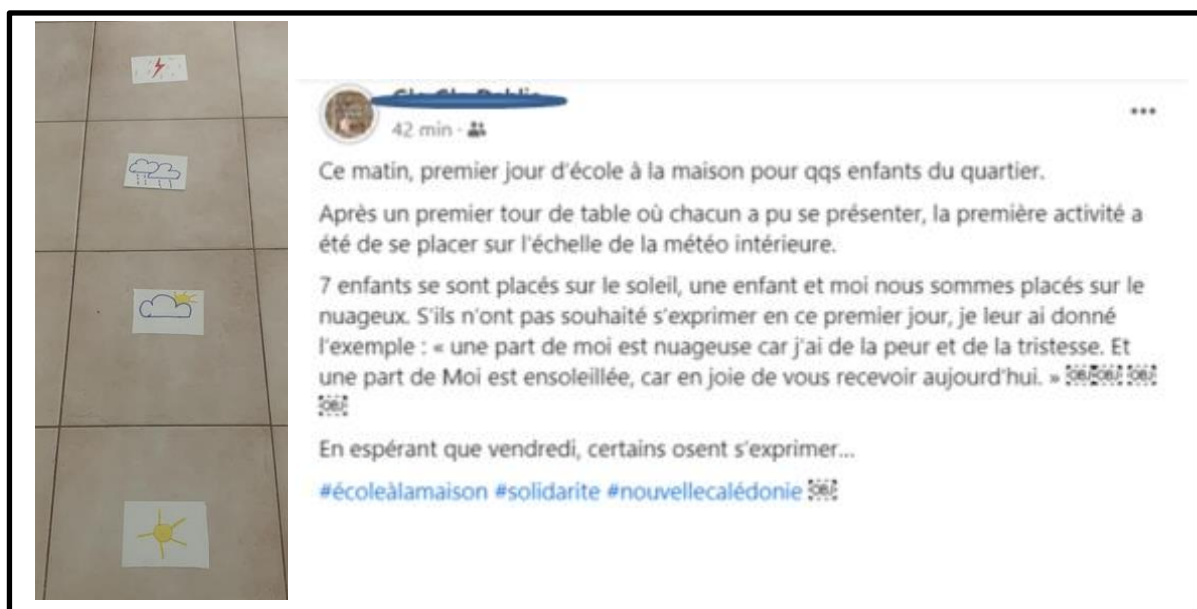 42 min ·
Ce matin, premier jour d'école à la maison pour qqs enfants du quartier.
Après un premier tour de table où chacun a pu se présenter, la première activité a
été de se placer sur l'échelle de la météo intérieure.
7 enfants se sont placés sur le soleil, une enfant et moi nous sommes placés sur le
nuageux. S'ils n'ont pas souhaité s'exprimer en ce premier jour, je leur ai donné
l'exemple : « une part de moi est nuageuse car j'ai de la peur et de la tristesse. Et
une part de Moi est ensoleillée, car en joie de vous recevoir aujourd'hui. » OBJ OBJ OBJ
OBJ
En espérant que vendredi, certains osent s'exprimer...
#écoleàlamaison #solidarite #nouvellecalédonie OBJ